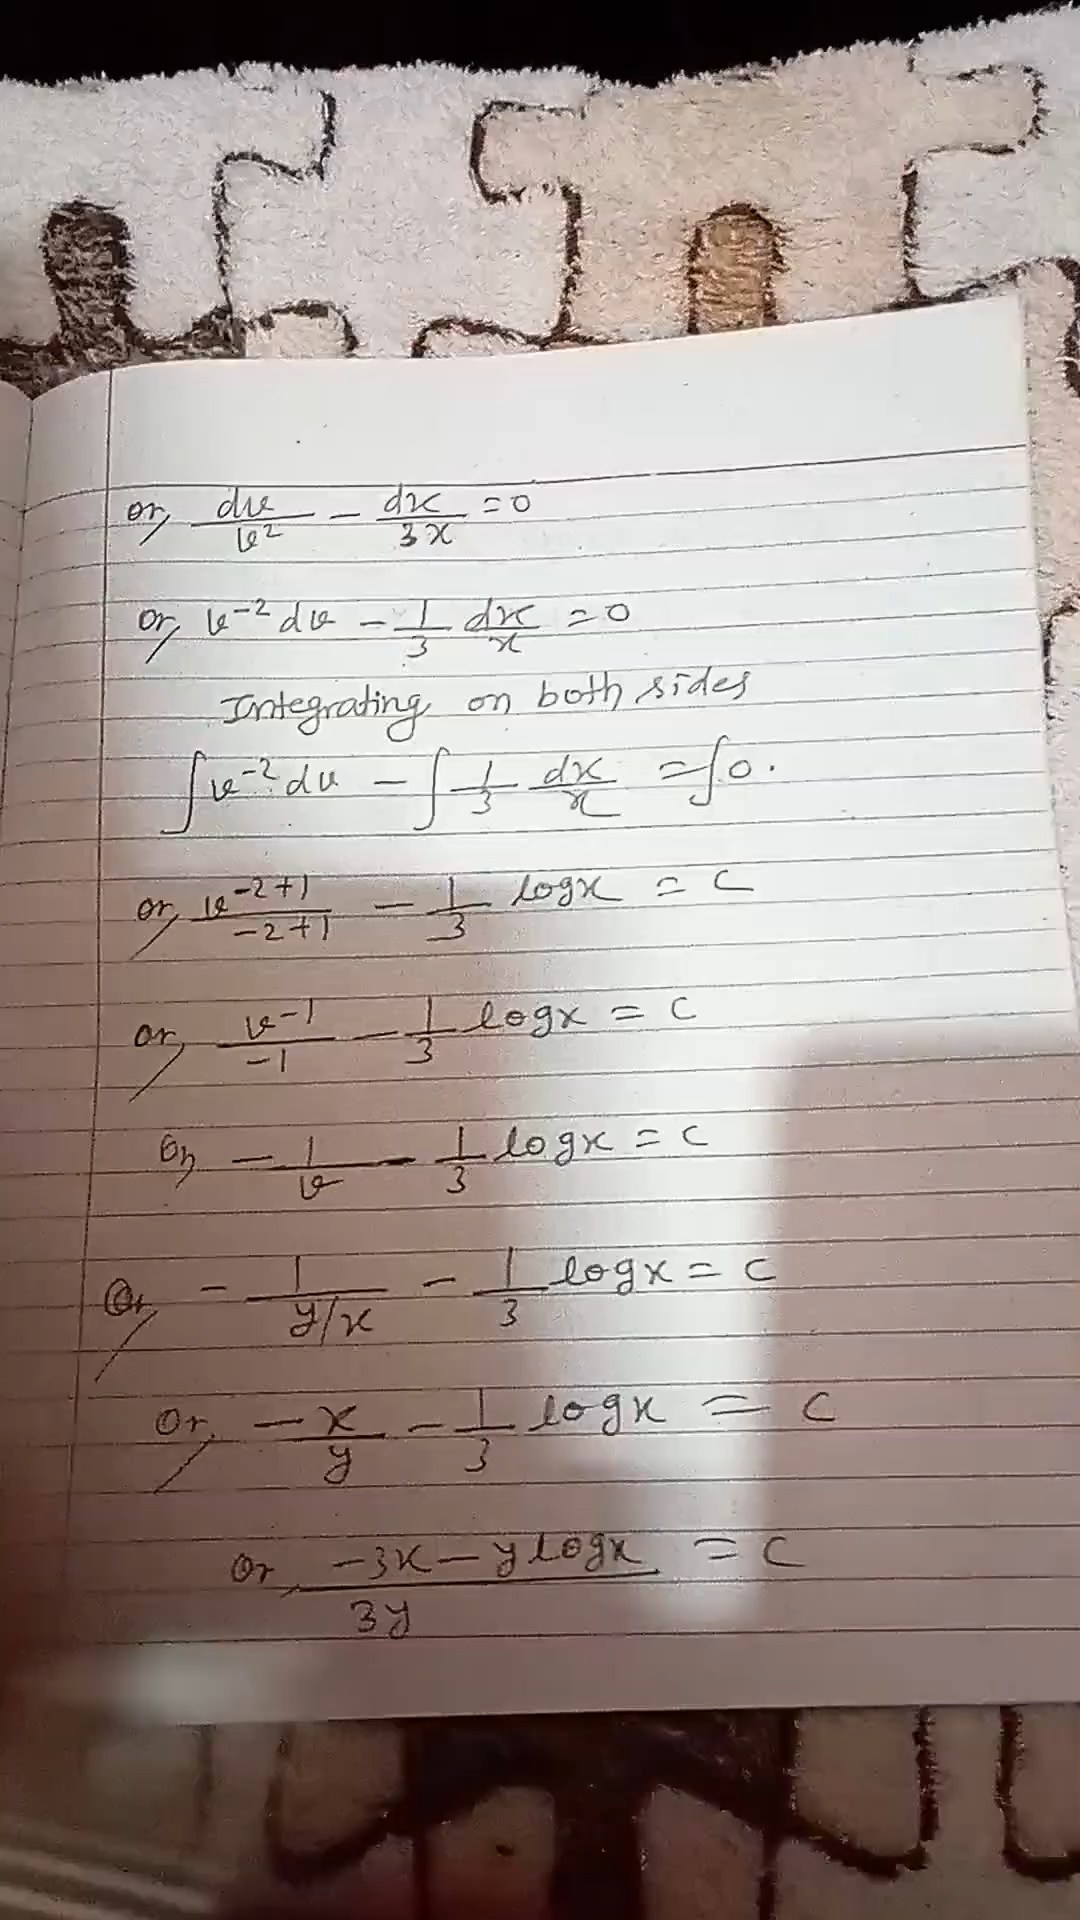 or, dv/v² - dx/3x = 0
or, v⁻² dv - 1/3 dx/x = 0
Integrating on both sides
∫v⁻² dv - ∫1/3 dx/x = ∫0.
or, v⁻²⁺¹/-2+1 - 1/3 logx = c
or, v⁻¹/-1 - 1/3 logx = c
or, - 1/v - 1/3 logx = c
Or, - 1/y/x - 1/3 logx = c
Or, -x/y - 1/3 logx = c
Or, -3x - ylogx/3y = c